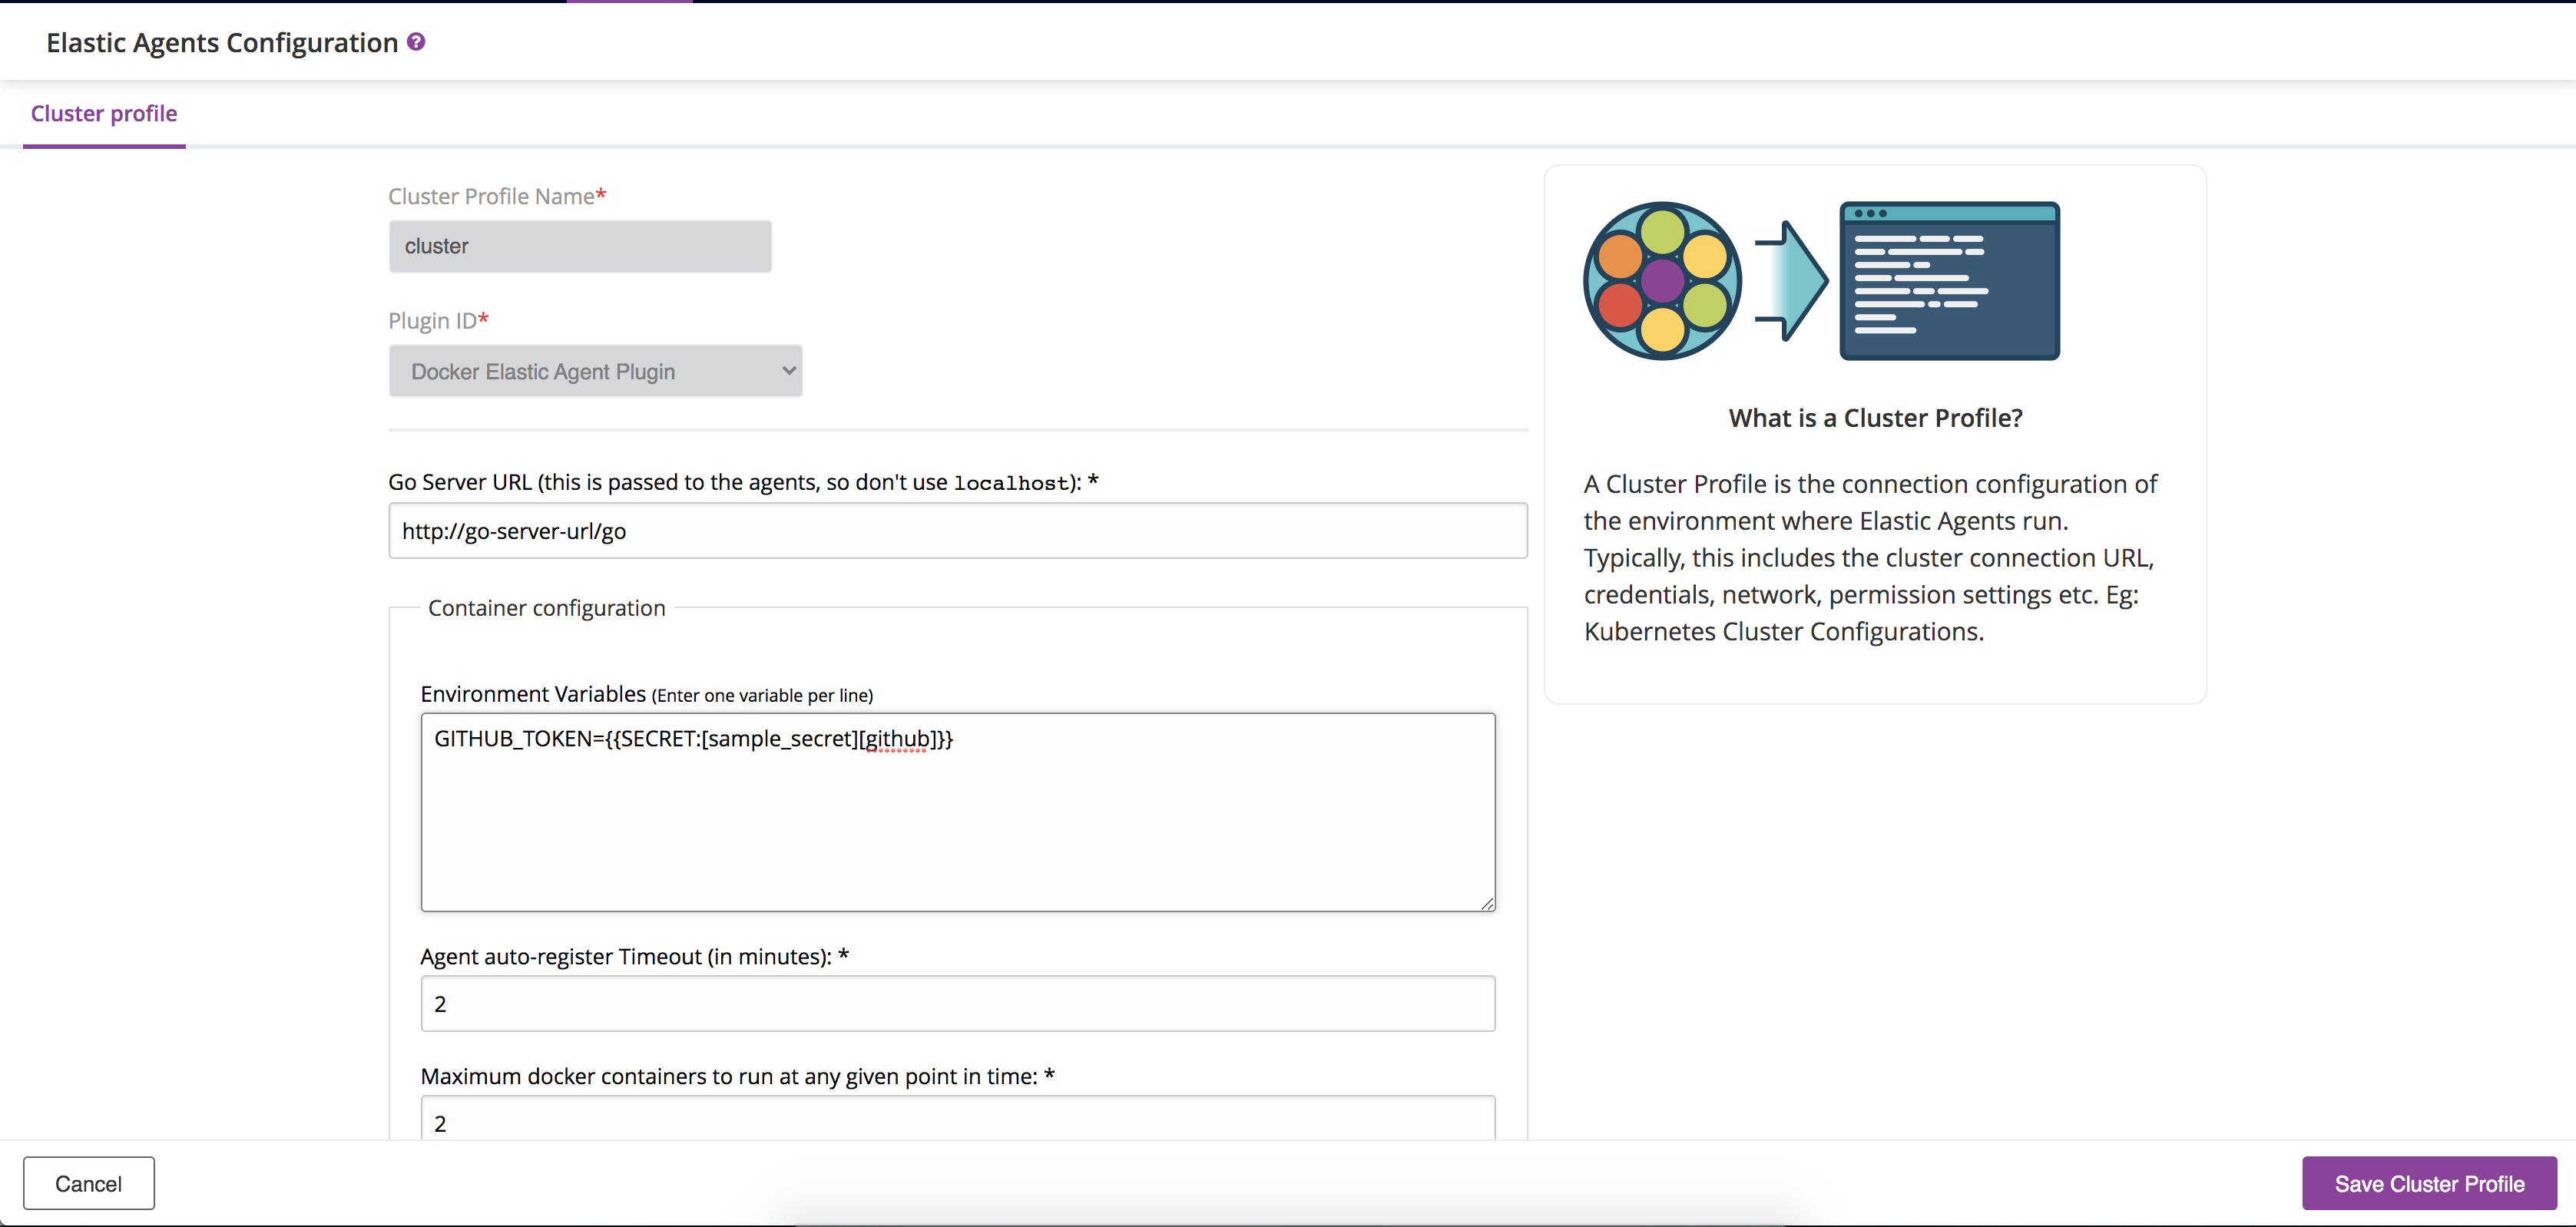 Elastic Agents Configuration ?
Cluster profile
Cluster Profile Name*
cluster
Plugin ID*
Docker Elastic Agent Plugin
Go Server URL (this is passed to the agents, so don't use localhost): *
http://go-server-url/go
Container configuration
Environment Variables (Enter one variable per line)
GITHUB_TOKEN={{SECRET:[sample_secret][github]}}
Agent auto-register Timeout (in minutes): *
2
Maximum docker containers to run at any given point in time: *
2
What is a Cluster Profile?
A Cluster Profile is the connection configuration of
the environment where Elastic Agents run.
Typically, this includes the cluster connection URL,
credentials, network, permission settings etc. Eg:
Kubernetes Cluster Configurations.
Cancel
Save Cluster Profile